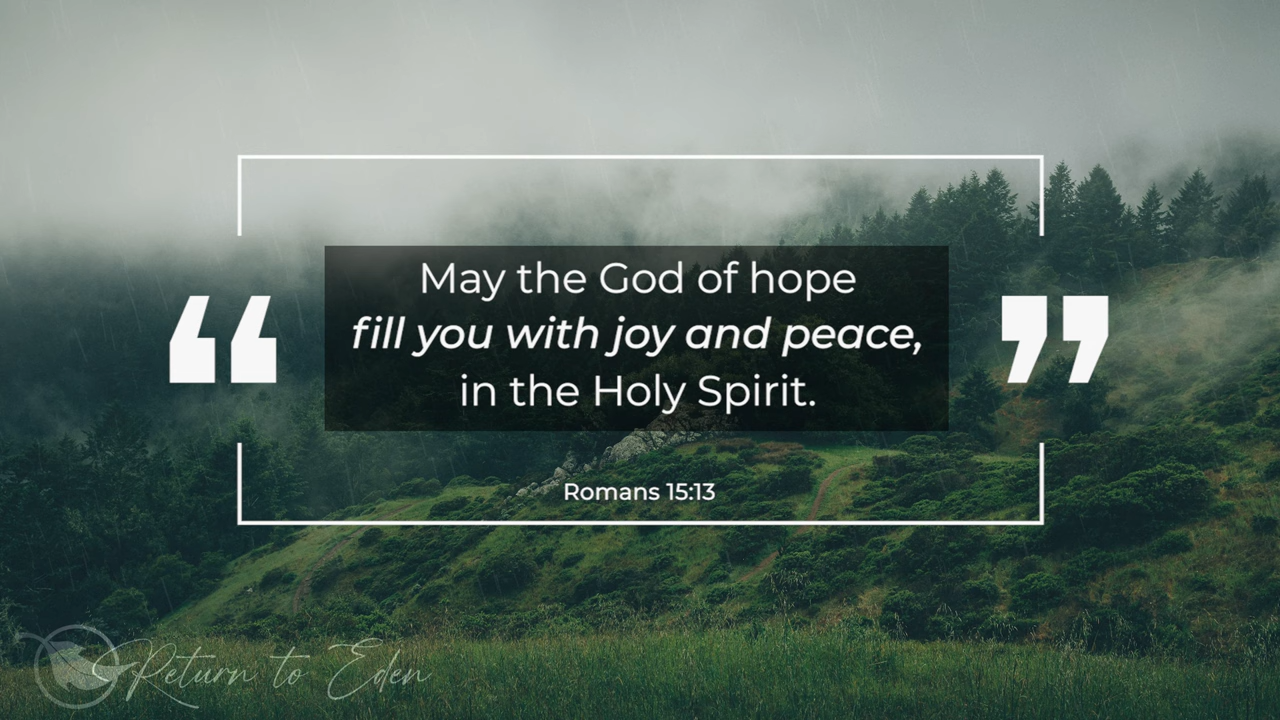 “
May the God of hope
fill you with joy and peace,
in the Holy Spirit.
”
Romans 15:13
Return to Eden